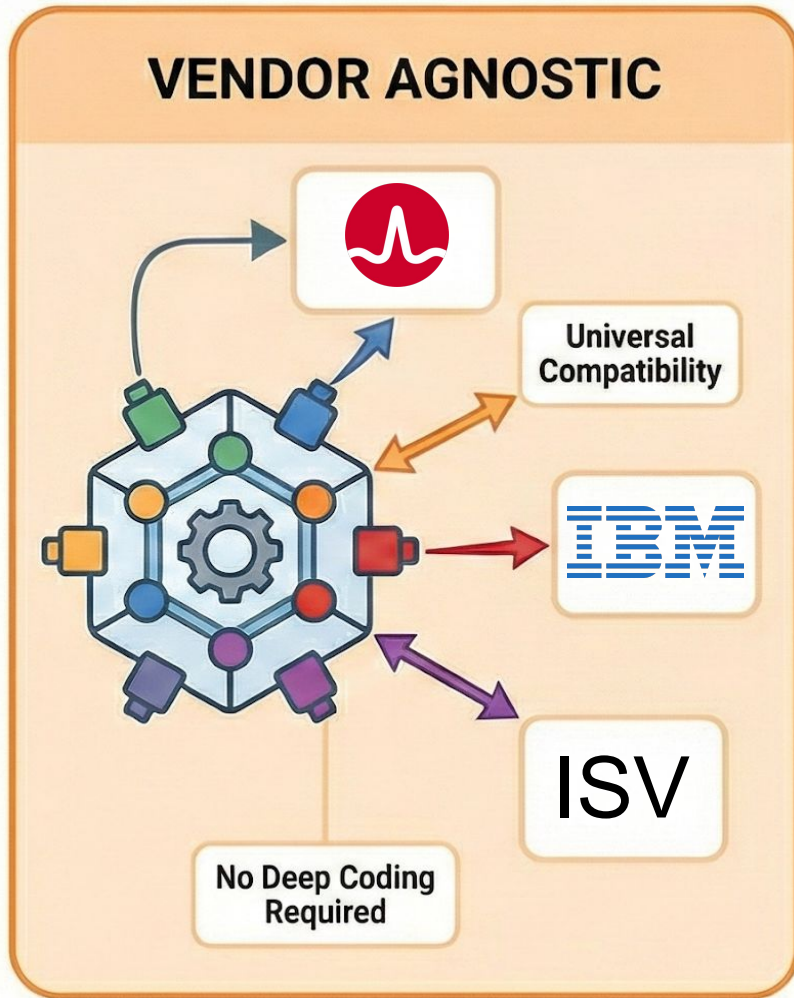 VENDOR AGNOSTIC
Universal
Compatibility
IBM
ISV
No Deep Coding
Required